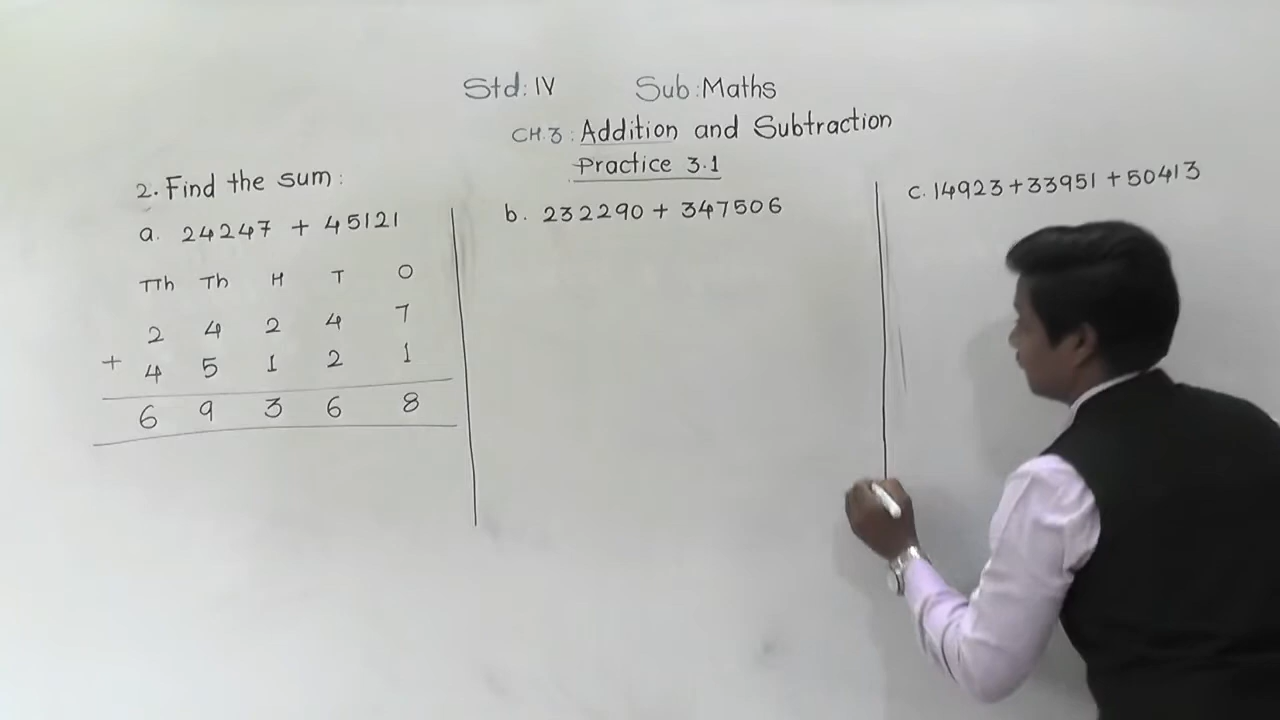 Std: IV Sub: Maths
CH.3: Addition and Subtraction
Practice 3.1
2. Find the sum:
a. 24247 + 45121
TTh Th H T O
2 4 2 4 7
+ 4 5 1 2 1
6 9 3 6 8
b. 232290 + 347506
c. 14923 + 33951 + 50413